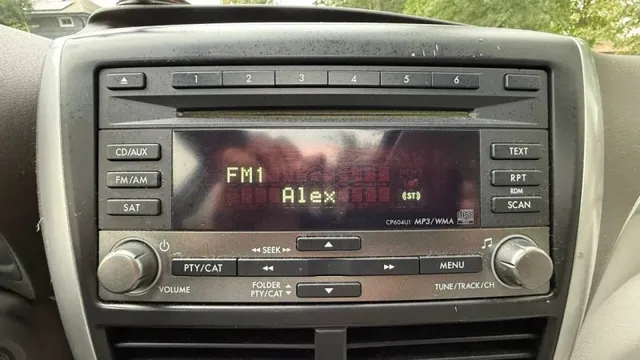 1 2 3 4 5 6
CD/AUX
FM/AM
SAT
FM1
Alex
(ST)
CP604U1 MP3/WMA
TEXT
RPT
RDM
SCAN
SEEK
PTY/CAT
MENU
VOLUME
FOLDER
PTY/CAT
TUNE/TRACK/CH